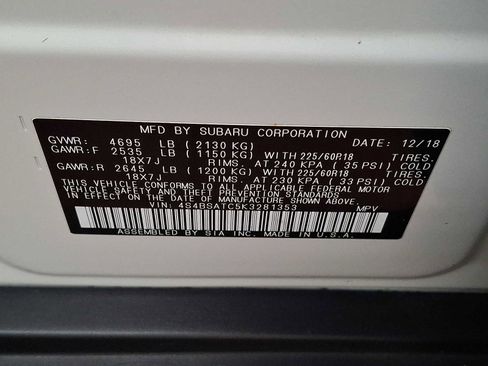 MFD BY SUBARU CORPORATION DATE: 12/18
GVWR: 4695 LB (2130 KG)
GAWR: F 2535 LB (1150 KG) WITH 225/60R18 TIRES.
18X7J RIMS. AT 240 KPA (35 PSI) COLD
GAWR: R 2645 LB (1200 KG) WITH 225/60R18 TIRES.
18X7J RIMS. AT 230 KPA (33 PSI) COLD
THIS VEHICLE CONFORMS TO ALL APPLICABLE FEDERAL MOTOR
VEHICLE SAFETY, BUMPER, AND THEFT PREVENTION STANDARDS
IN EFFECT ON THE DATE OF MANUFACTURE SHOWN ABOVE.
VIN: 4S4BSATC5K3281353 MPV
ASSEMBLED BY SIA INC. MADE IN U.S.A.